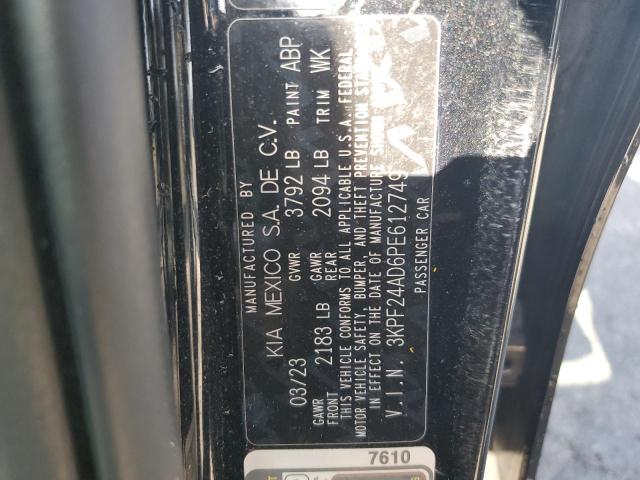 MANUFACTURED BY
KIA MEXICO S.A. DE C.V.
03/23 GVWR 3792 LB PAINT ABP
GAWR FRONT 2183 LB GAWR REAR 2094 LB TRIM WK
THIS VEHICLE CONFORMS TO ALL APPLICABLE U.S.A. FEDERAL
MOTOR VEHICLE SAFETY, BUMPER, AND THEFT PREVENTION
IN EFFECT ON THE DATE OF MANUFACTURE SHOWN
V.I.N. 3KPF24AD6PE612749
PASSENGER CAR
7610